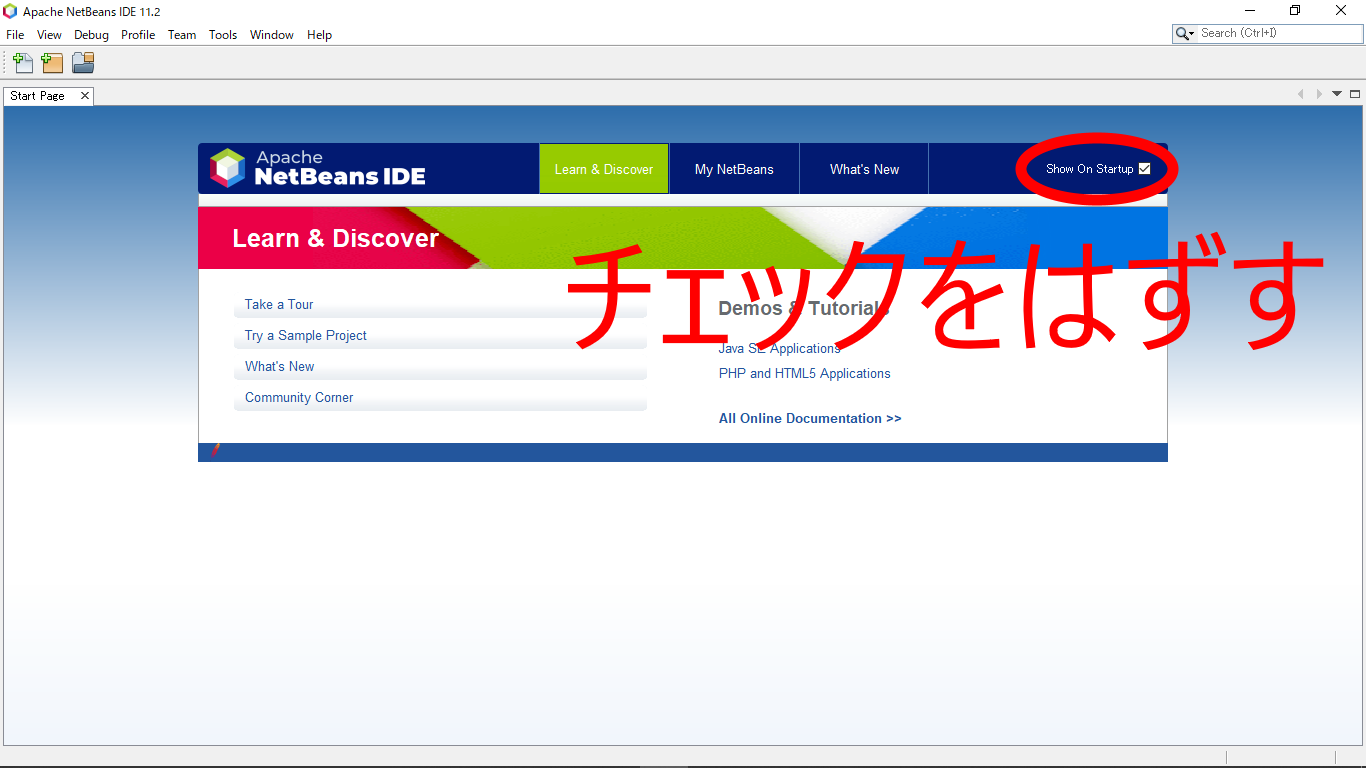 Apache NetBeans IDE 11.2
File View Debug Profile Team Tools Window Help
Search (Ctrl+I)
Start Page
Apache
NetBeans IDE
Learn & Discover
My NetBeans
What's New
Show On Startup
Learn & Discover
チェックをはずす
Take a Tour
Try a Sample Project
What's New
Community Corner
Demos & Tutorials
Java SE Applications
PHP and HTML5 Applications
All Online Documentation >>